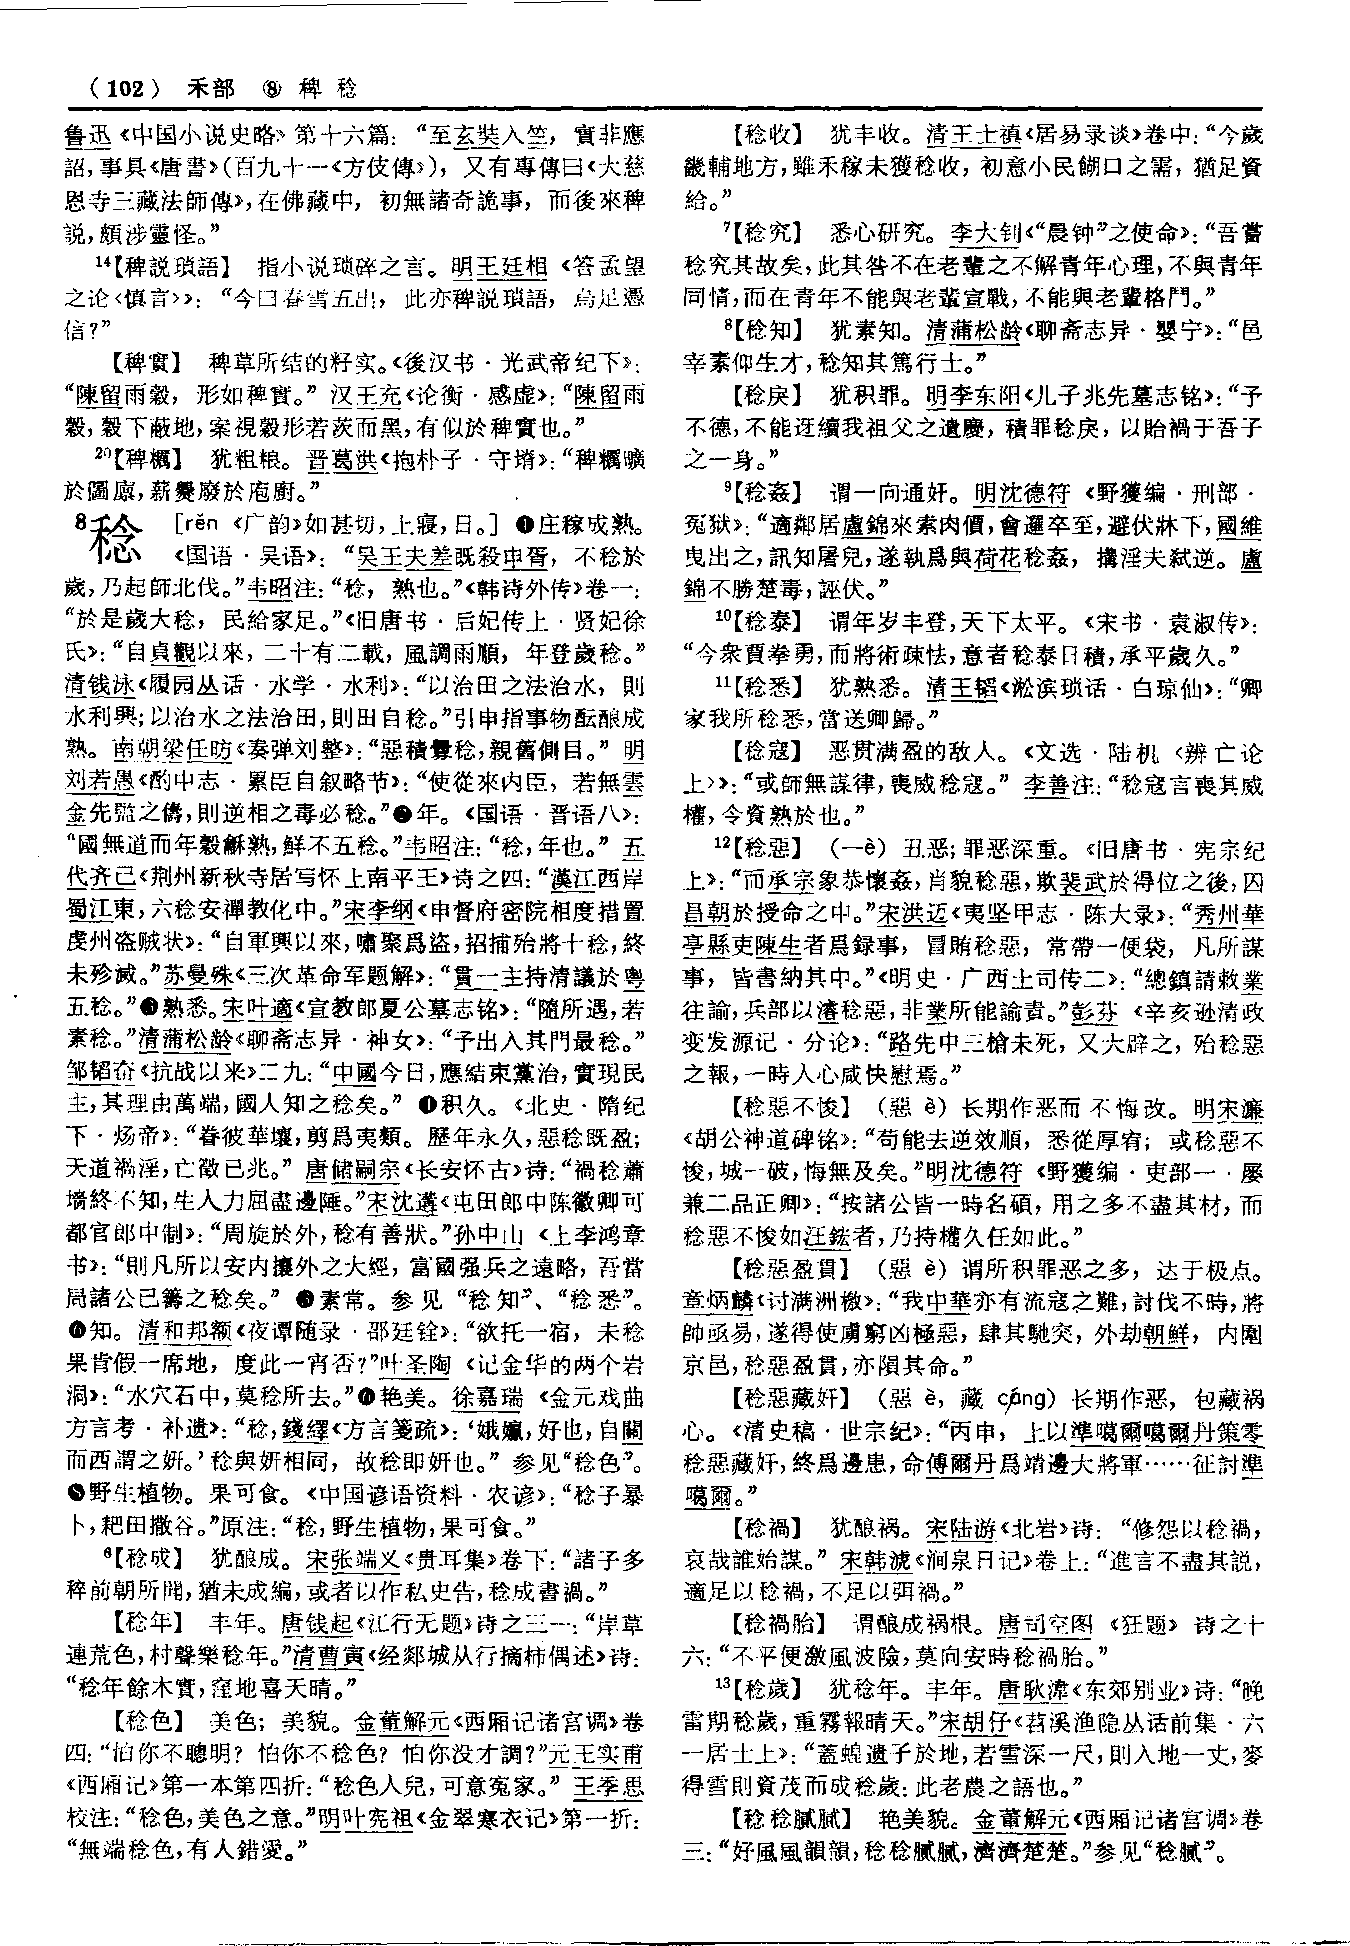 （102） 禾部 ⑧ 稗 稔
鲁迅《中国小说史略》第十六篇：“至玄奘入竺，實非應
詔，事具《唐書》（百九十一《方伎傳》），又有專傳曰《大慈
恩寺三藏法師傳》，在佛藏中，初無諸奇詭事，而後來稗
説，頗涉靈怪。”
14【稗説瑣語】 指小说琐碎之言。明王廷相《答孟望
之论〈慎言〉》：“今日春雪五出，此亦稗説瑣語，烏足憑
信？”
【稗實】 稗草所结的籽实。《後汉书·光武帝纪下》：
“陳留雨穀，形如稗實。”汉王充《论衡·感虚》：“陳留雨
穀，穀下蔽地，案視穀形若茨而黑，有似於稗實也。”
20【稗糲】 犹粗粮。晋葛洪《抱朴子·守塉》：“稗糲曠
於圖廪，薪爨廢於庖廚。”
8稔 ［rěn《广韵》如甚切，上寑，日。］❶庄稼成熟。
《国语·吴语》：“吴王夫差既殺申胥，不稔於
歲，乃起師北伐。”韦昭注：“稔，熟也。”《韩诗外传》卷一：
“於是歲大稔，民給家足。”《旧唐书·后妃传上·贤妃徐
氏》：“自貞觀以來，二十有二載，風調雨順，年登歲稔。”
清钱泳《履园丛话·水学·水利》：“以治田之法治水，則
水利興；以治水之法治田，則田自稔。”引申指事物酝酿成
熟。南朝梁任昉《奏弹刘整》：“惡積釁稔，親舊側目。”明
刘若愚《酌中志·累臣自叙略节》：“使從來内臣，若無雲
金先監之儔，則逆相之毒必稔。”❷年。《国语·晋语八》：
“國無道而年穀龢熟，鮮不五稔。”韦昭注：“稔，年也。”五
代齐己《荆州新秋寺居写怀上南平王》诗之四：“漢江西岸
蜀江東，六稔安禪教化中。”宋李纲《申督府密院相度措置
虔州盗贼状》：“自軍興以來，嘯聚爲盜，招捕殆將十稔，終
未殄滅。”苏曼殊《三次革命军题解》：“貫一主持清議於粤
五稔。”❸熟悉。宋叶適《宣教郎夏公墓志铭》：“隨所遇，若
素稔。”清蒲松龄《聊斋志异·神女》：“子出入其門最稔。”
邹韬奋《抗战以来》二九：“中國今日，應結束黨治，實現民
主，其理由萬端，國人知之稔矣。”❹积久。《北史·隋纪
下·炀帝》：“眷彼華壤，剪爲夷類。歷年永久，惡稔既盈；
天道禍淫，亡徵已兆。”唐储嗣宗《长安怀古》诗：“禍稔蕭
墻終不知，生人力屈盡邊陲。”宋沈遘《屯田郎中陈徽卿可
都官郎中制》：“周旋於外，稔有善狀。”孙中山《上李鸿章
书》：“則凡所以安内攘外之大經，富國强兵之遠略，吾當
局諸公已籌之稔矣。”❺素常。参见“稔知”、“稔悉”。
❻知。清和邦额《夜谭随录·邵廷铨》：“欲托一宿，未稔
果肯假一席地，度此一宵否？”叶圣陶《记金华的两个岩
洞》：“水穴石中，莫稔所去。”❼艳美。徐嘉瑞《金元戏曲
方言考·补遗》：“稔，錢繹《方言箋疏》：‘娥㜲，好也，自關
而西謂之妍。’稔與妍相同，故稔即妍也。”参见“稔色”。
❽野生植物。果可食。《中国谚语资料·农谚》：“稔子暴
卜，耙田撒谷。”原注：“稔，野生植物，果可食。”
6【稔成】 犹酿成。宋张端义《贵耳集》卷下：“諸子多
稡前朝所聞，猶未成編，或者以作私史告，稔成書禍。”
【稔年】 丰年。唐钱起《江行无题》诗之三一：“岸草
連荒色，村聲樂稔年。”清曹寅《经郯城从行摘柿偶述》诗：
“稔年餘木實，窪地喜天晴。”
【稔色】 美色；美貌。金董解元《西厢记诸宫调》卷
四：“怕你不聰明？怕你不稔色？怕你没才調？”元王实甫
《西厢记》第一本第四折：“稔色人兒，可意冤家。”王季思
校注：“稔色，美色之意。”明叶宪祖《金翠寒衣记》第一折：
“無端稔色，有人錯愛。”
【稔收】 犹丰收。清王士禛《居易录谈》卷中：“今歲
畿輔地方，雖禾稼未獲稔收，初意小民餬口之需，猶足資
給。”
7【稔究】 悉心研究。李大钊《“晨钟”之使命》：“吾嘗
稔究其故矣，此其咎不在老輩之不解青年心理，不與青年
同情，而在青年不能與老輩宣戰，不能與老輩格鬥。”
8【稔知】 犹素知。清蒲松龄《聊斋志异·婴宁》：“邑
宰素仰生才，稔知其篤行士。”
【稔戾】 犹积罪。明李东阳《儿子兆先墓志铭》：“予
不德，不能迓續我祖父之遺慶，積罪稔戾，以貽禍于吾子
之一身。”
9【稔姦】 谓一向通奸。明沈德符《野獲编·刑部·
冤狱》：“適鄰居盧錦來素肉價，會邏卒至，避伏牀下，國維
曳出之，訊知屠兒，遂執爲與荷花稔姦，搆淫夫弑逆。盧
錦不勝楚毒，誣伏。”
10【稔泰】 谓年岁丰登，天下太平。《宋书·袁淑传》：
“今衆賈拳勇，而將術疎怯，意者稔泰日積，承平歲久。”
11【稔悉】 犹熟悉。清王韬《淞滨琐话·白琼仙》：“卿
家我所稔悉，當送卿歸。”
【稔寇】 恶贯满盈的敌人。《文选·陆机〈辨亡论
上〉》：“或師無謀律，喪威稔寇。”李善注：“稔寇言喪其威
權，令資熟於也。”
12【稔惡】（—è）丑恶；罪恶深重。《旧唐书·宪宗纪
上》：“而承宗象恭懷姦，肖貌稔惡，欺裴武於得位之後，囚
昌朝於授命之中。”宋洪迈《夷坚甲志·陈大录》：“秀州華
亭縣吏陳生者爲録事，冒賄稔惡，常帶一便袋，凡所謀
事，皆書納其中。”《明史·广西土司传二》：“總鎮請敕業
往諭，兵部以濬稔惡，非業所能諭責。”彭芬《辛亥逊清政
变发源记·分论》：“路先中三槍未死，又大辟之，殆稔惡
之報，一時人心咸快慰焉。”
【稔惡不悛】（惡 è）长期作恶而不悔改。明宋濂
《胡公神道碑铭》：“苟能去逆效順，悉從厚宥；或稔惡不
悛，城一破，悔無及矣。”明沈德符《野獲编·吏部一·屡
兼二品正卿》：“按諸公皆一時名碩，用之多不盡其材，而
稔惡不悛如汪鋐者，乃持權久任如此。”
【稔惡盈貫】（惡 è）谓所积罪恶之多，达于极点。
章炳麟《讨满洲檄》：“我中華亦有流寇之難，討伐不時，將
帥亟易，遂得使虜窮凶極惡，肆其馳突，外劫朝鮮，内圍
京邑，稔惡盈貫，亦隕其命。”
【稔惡藏奸】（惡 è，藏 cáng）长期作恶，包藏祸
心。《清史稿·世宗纪》：“丙申，上以準噶爾噶爾丹策零
稔惡藏奸，終爲邊患，命傅爾丹爲靖邊大將軍……征討準
噶爾。”
【稔禍】 犹酿祸。宋陆游《北岩》诗：“修怨以稔禍，
哀哉誰始謀。”宋韩淲《涧泉日记》卷上：“進言不盡其説，
適足以稔禍，不足以弭禍。”
【稔禍胎】 谓酿成祸根。唐司空图《狂题》诗之十
六：“不平便激風波險，莫向安時稔禍胎。”
13【稔歲】 犹稔年。丰年。唐耿湋《东郊别业》诗：“晚
雷期稔歲，重霧報晴天。”宋胡仔《苕溪渔隐丛话前集·六
一居士上》：“蓋蝗遺子於地，若雪深一尺，則入地一丈，麥
得雪則資茂而成稔歲：此老農之語也。”
【稔稔腻腻】 艳美貌。金董解元《西厢记诸宫调》卷
三：“好風風韻韻，稔稔膩膩，濟濟楚楚。”参见“稔腻”。